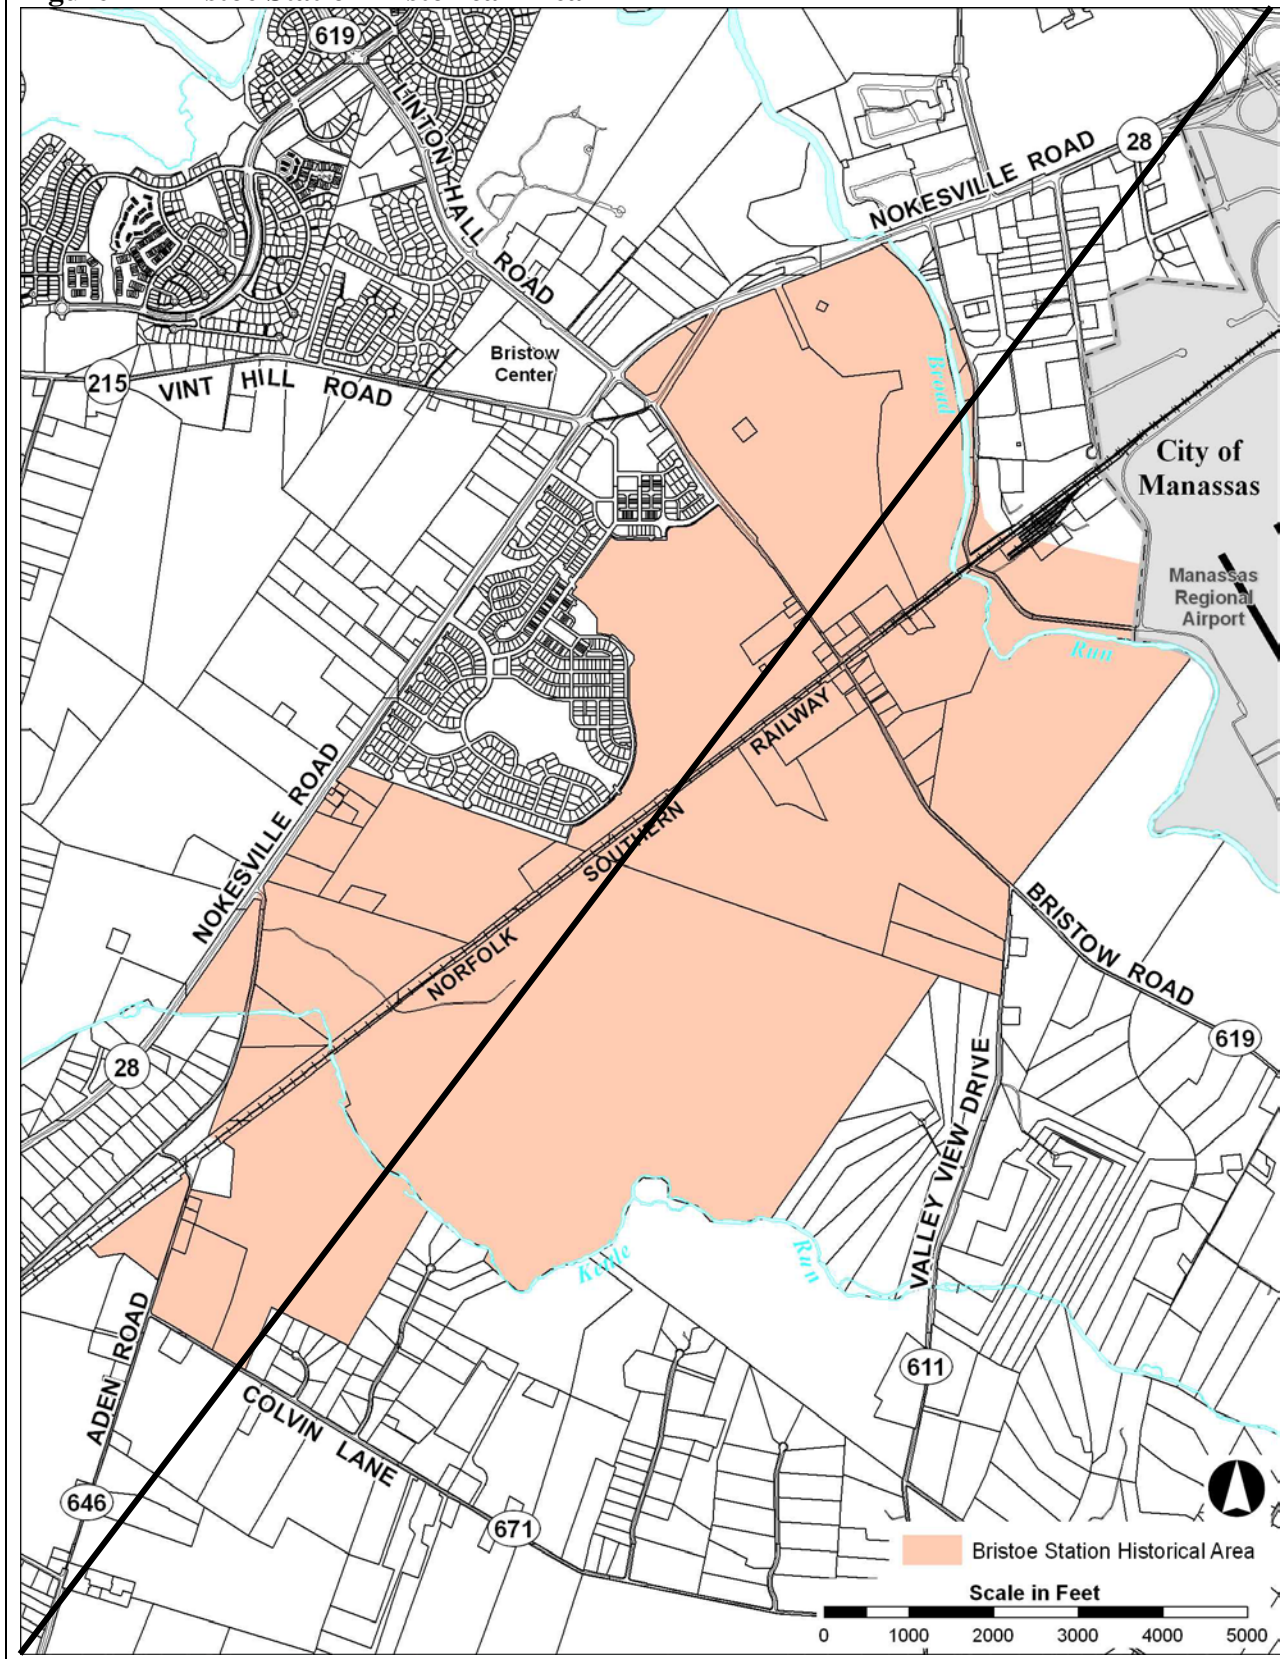 619
LINTON HALL ROAD
NOKESVILLE ROAD
28
Bristow
Center
215
VINT HILL ROAD
Broad
City of
Manassas
Manassas
Regional
Airport
Run
RAILWAY
SOUTHERN
NORFOLK
NOKESVILLE ROAD
28
BRISTOW ROAD
619
VALLEY VIEW DRIVE
Kettle
Run
ADEN ROAD
611
COLVIN LANE
646
671
Bristoe Station Historical Area
Scale in Feet
0 1000 2000 3000 4000 5000